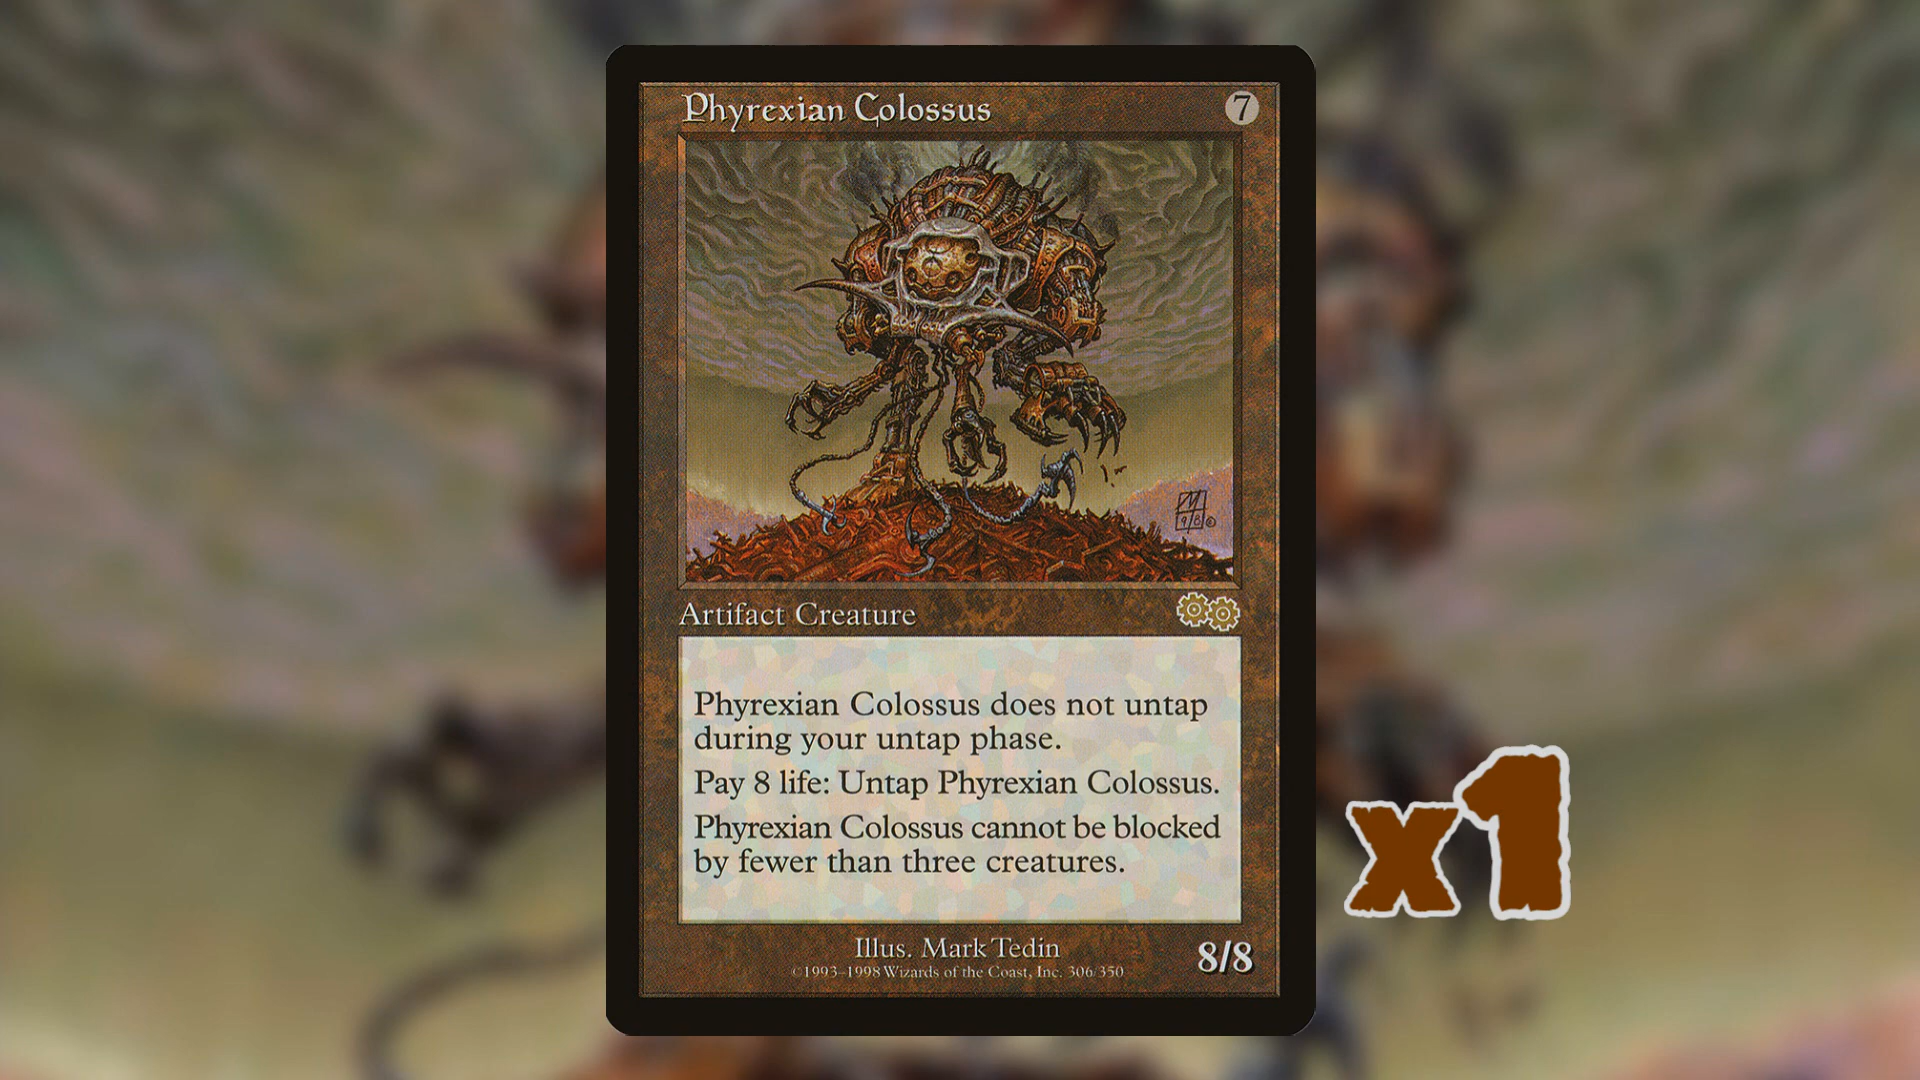 Phyrexian Colossus
7
9/8
Artifact Creature
Phyrexian Colossus does not untap
during your untap phase.
Pay 8 life: Untap Phyrexian Colossus.
Phyrexian Colossus cannot be blocked
by fewer than three creatures.
Illus. Mark Tedin
©1993–1998 Wizards of the Coast, Inc. 306/350
8/8
x1